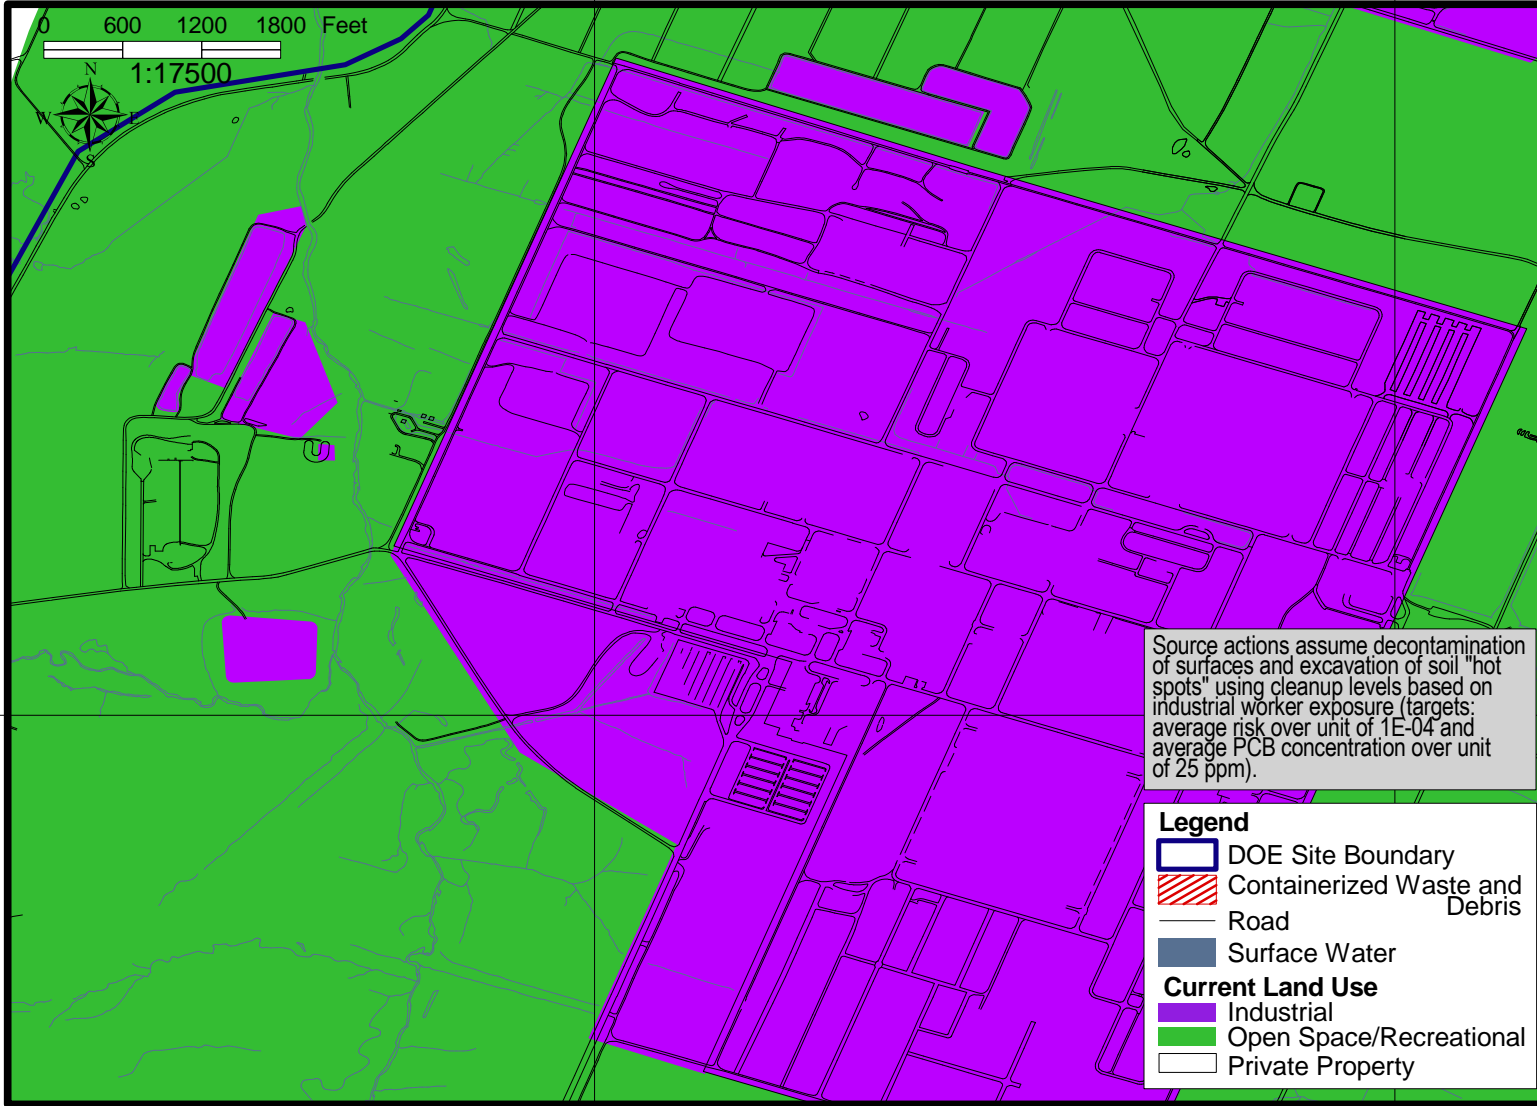 0 600 1200 1800 Feet
1:17500
N
W E
S
Source actions assume decontamination
of surfaces and excavation of soil "hot
spots" using cleanup levels based on
industrial worker exposure (targets:
average risk over unit of 1E-04 and
average PCB concentration over unit
of 25 ppm).
Legend
DOE Site Boundary
Containerized Waste and
Debris
Road
Surface Water
Current Land Use
Industrial
Open Space/Recreational
Private Property